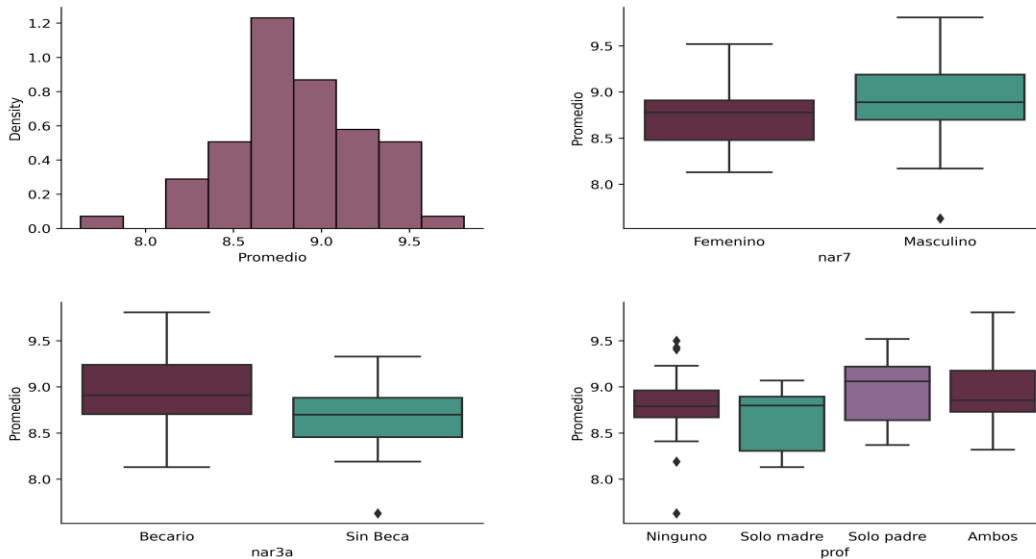 1.2
1.0
0.8
0.6
0.4
0.2
0.0
Density
8.0 8.5 9.0 9.5
Promedio
9.5
9.0
8.5
8.0
Promedio
Femenino Masculino
nar7
9.5
9.0
8.5
8.0
Promedio
Becario Sin Beca
nar3a
9.5
9.0
8.5
8.0
Promedio
Ninguno Solo madre Solo padre Ambos
prof